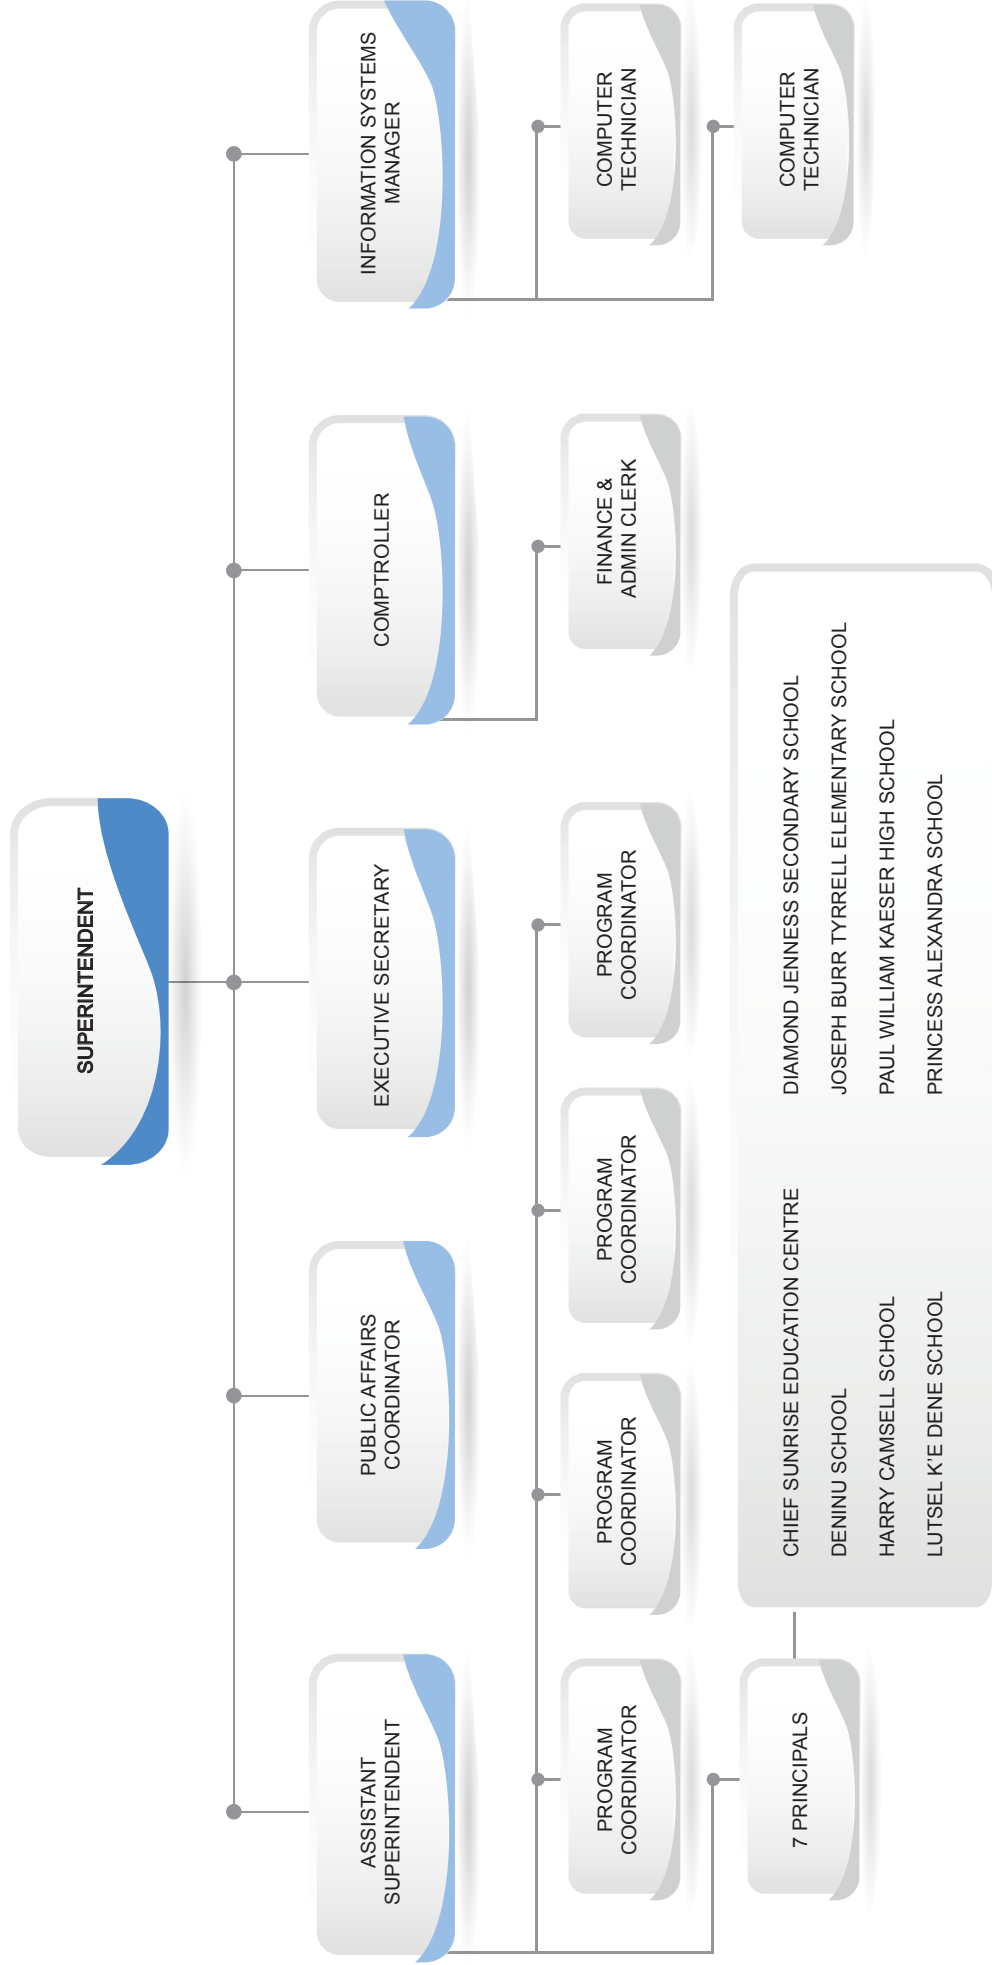 SUPERINTENDENT
ASSISTANT
SUPERINTENDENT
PUBLIC AFFAIRS
COORDINATOR
EXECUTIVE SECRETARY
COMPTROLLER
INFORMATION SYSTEMS
MANAGER
PROGRAM
COORDINATOR
PROGRAM
COORDINATOR
PROGRAM
COORDINATOR
PROGRAM
COORDINATOR
FINANCE &
ADMIN CLERK
COMPUTER
TECHNICIAN
7 PRINCIPALS
CHIEF SUNRISE EDUCATION CENTRE
DENINU SCHOOL
HARRY CAMSELL SCHOOL
LUTSEL K'E DENE SCHOOL
DIAMOND JENNESS SECONDARY SCHOOL
JOSEPH BURR TYRRELL ELEMENTARY SCHOOL
PAUL WILLIAM KAESER HIGH SCHOOL
PRINCESS ALEXANDRA SCHOOL
COMPUTER
TECHNICIAN